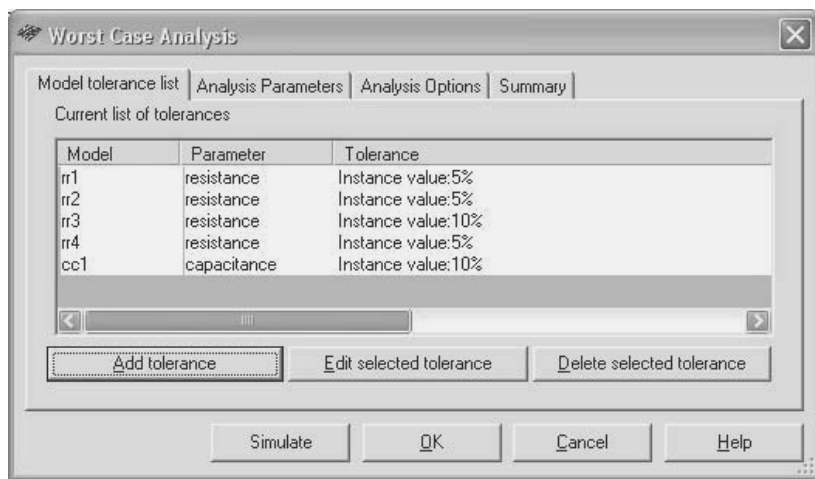 Worst Case Analysis
Model tolerance list Analysis Parameters Analysis Options Summary
Current list of tolerances
Model Parameter Tolerance
rr1 resistance Instance value:5%
rr2 resistance Instance value:5%
rr3 resistance Instance value:10%
rr4 resistance Instance value:5%
cc1 capacitance Instance value:10%
Add tolerance Edit selected tolerance Delete selected tolerance
Simulate OK Cancel Help